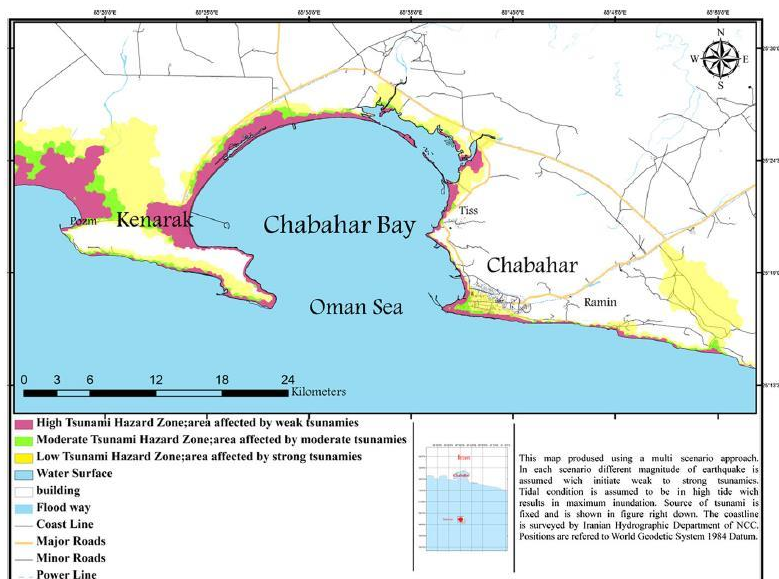 N
W E
S
Pozm
Kenarak
Chabahar Bay
Tiss
Chabahar
Oman Sea
Ramin
0 3 6 12 18 24
Kilometers
High Tsunami Hazard Zone;area affected by weak tsunamies
Moderate Tsunami Hazard Zone;area affected by moderate tsunamies
Low Tsunami Hazard Zone;area affected by strong tsunamies
Water Surface
building
Flood way
Coast Line
Major Roads
Minor Roads
Power Line
This map prodused using a multi scenario approach.
In each scenario different magnitude of earthquake is
assumed wich initiate weak to strong tsunamies.
Tidal condition is assumed to be in high tide wich
results in maximum inundation. Source of tsunami is
fixed and is shown in figure right down. The coastline
is surveyed by Iranian Hydrographic Department of NCC.
Positions are refered to World Geodetic System 1984 Datum.